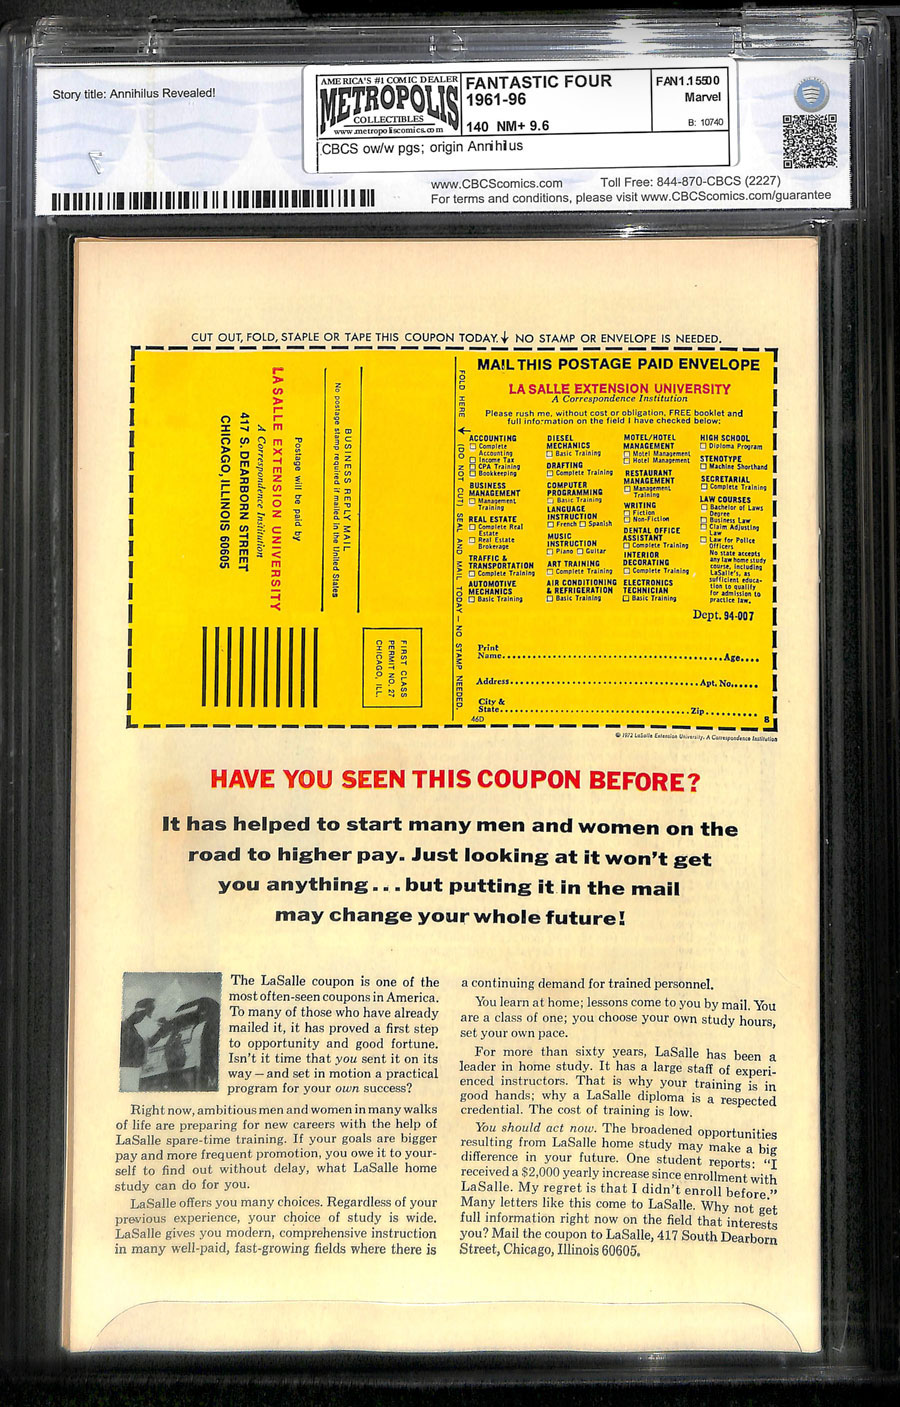 Story title: Annihilus Revealed!
AMERICA'S #1 COMIC DEALER
METROPOLIS
COLLECTIBLES
www.metropoliscomics.com
FANTASTIC FOUR
1961-96
140 NM+ 9.6
FAN1.15500
Marvel
B: 10740
CBCS ow/w pgs; origin Annihilus
www.CBCScomics.com Toll Free: 844-870-CBCS (2227)
For terms and conditions, please visit www.CBCScomics.com/guarantee
CUT OUT, FOLD, STAPLE OR TAPE THIS COUPON TODAY. NO STAMP OR ENVELOPE IS NEEDED.
LA SALLE EXTENSION UNIVERSITY
A Correspondence Institution
417 S. DEARBORN STREET
CHICAGO, ILLINOIS 60605
Postage will be paid by
No postage stamp required if mailed in the United States
BUSINESS REPLY MAIL
FIRST CLASS
PERMIT NO. 27
CHICAGO, ILL.
FOLD HERE (DO NOT CUT) SEAL AND MAIL TODAY — NO STAMP NEEDED.
MAIL THIS POSTAGE PAID ENVELOPE
LA SALLE EXTENSION UNIVERSITY
A Correspondence Institution
Please rush me, without cost or obligation, FREE booklet and
full information on the field I have checked below:
ACCOUNTING
Complete
Accounting
Income Tax
CPA Training
Bookkeeping
BUSINESS
MANAGEMENT
Management
Training
REAL ESTATE
Complete Real
Estate
Real Estate
Brokerage
TRAFFIC &
TRANSPORTATION
Complete Training
AUTOMOTIVE
MECHANICS
Basic Training
DIESEL
MECHANICS
Basic Training
DRAFTING
Complete Training
COMPUTER
PROGRAMMING
Basic Training
LANGUAGE
INSTRUCTION
French Spanish
MUSIC
INSTRUCTION
Piano Guitar
ART TRAINING
Complete Training
AIR CONDITIONING
& REFRIGERATION
Basic Training
MOTEL/HOTEL
MANAGEMENT
Motel Management
Hotel Management
RESTAURANT
MANAGEMENT
Management
Training
WRITING
Fiction
Non-Fiction
DENTAL OFFICE
ASSISTANT
Complete Training
INTERIOR
DECORATING
Complete Training
ELECTRONICS
TECHNICIAN
Basic Training
HIGH SCHOOL
Diploma Program
STENOTYPE
Machine Shorthand
SECRETARIAL
Complete Training
LAW COURSES
Bachelor of Laws
Degree
Business Law
Claim Adjusting
Law
Law for Police
Officers
No state accepts
any law home study
course, including
LaSalle's, as
sufficient educa-
tion to qualify
for admission to
practice law.
Dept. 94-007
Print
Name Age
Address Apt. No.
City &
State Zip
46D 8
© 1972 LaSalle Extension University, A Correspondence Institution
HAVE YOU SEEN THIS COUPON BEFORE?
It has helped to start many men and women on the
road to higher pay. Just looking at it won't get
you anything...but putting it in the mail
may change your whole future!
The LaSalle coupon is one of the
most often-seen coupons in America.
To many of those who have already
mailed it, it has proved a first step
to opportunity and good fortune.
Isn't it time that you sent it on its
way — and set in motion a practical
program for your own success?
Right now, ambitious men and women in many walks
of life are preparing for new careers with the help of
LaSalle spare-time training. If your goals are bigger
pay and more frequent promotion, you owe it to your-
self to find out without delay, what LaSalle home
study can do for you.
LaSalle offers you many choices. Regardless of your
previous experience, your choice of study is wide.
LaSalle gives you modern, comprehensive instruction
in many well-paid, fast-growing fields where there is
a continuing demand for trained personnel.
You learn at home; lessons come to you by mail. You
are a class of one; you choose your own study hours,
set your own pace.
For more than sixty years, LaSalle has been a
leader in home study. It has a large staff of experi-
enced instructors. That is why your training is in
good hands; why a LaSalle diploma is a respected
credential. The cost of training is low.
You should act now. The broadened opportunities
resulting from LaSalle home study may make a big
difference in your future. One student reports: "I
received a $2,000 yearly increase since enrollment with
LaSalle. My regret is that I didn't enroll before."
Many letters like this come to LaSalle. Why not get
full information right now on the field that interests
you? Mail the coupon to LaSalle, 417 South Dearborn
Street, Chicago, Illinois 60605.